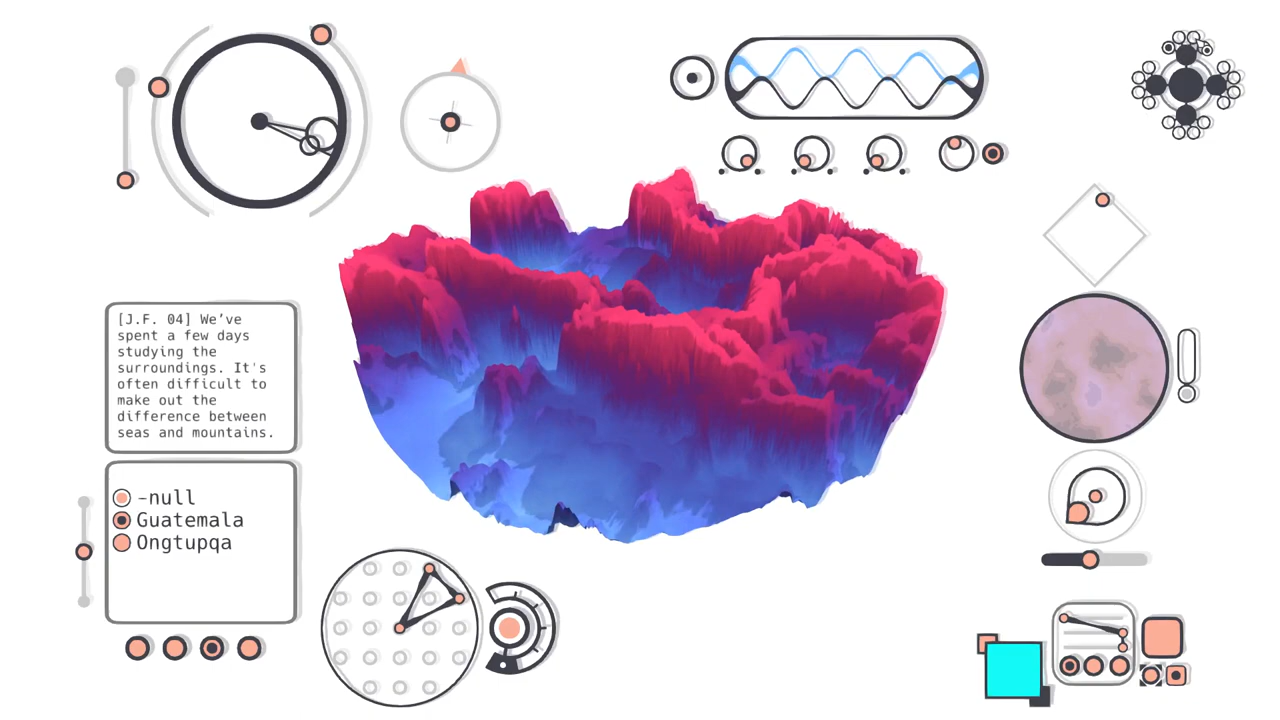 [J.F. 04] We’ve
spent a few days
studying the
surroundings. It's
often difficult to
make out the
difference between
seas and mountains.
-null
Guatemala
Ongtupqa